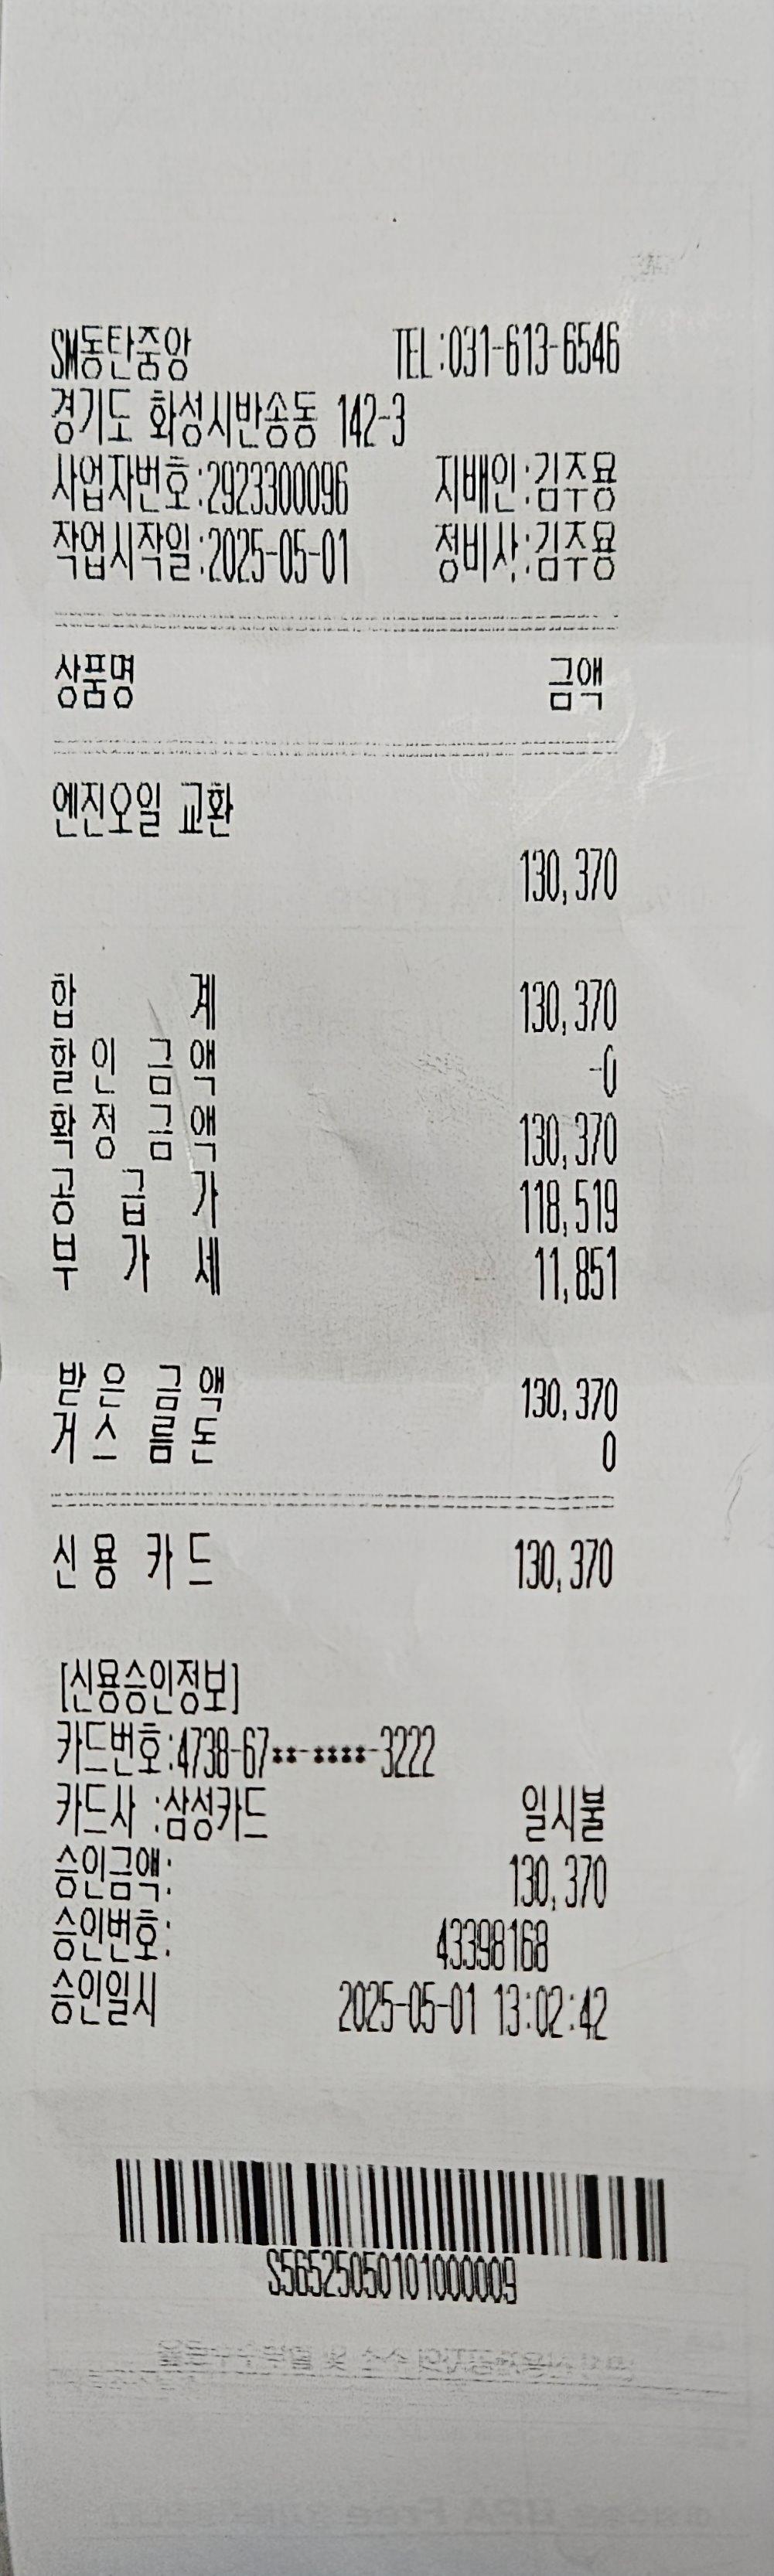 SM동탄중앙 TEL:031-613-6546
경기도 화성시반송동 142-3
사업자번호:2923300096 지배인:김주용
작업시작일:2025-05-01 정비사:김주용
상품명 금액
엔진오일 교환
130,370
합 계 130,370
할 인 금 액 -0
확 정 금 액 130,370
공 급 가 118,519
부 가 세 11,851
받 은 금 액 130,370
거 스 름 돈 0
신 용 카 드 130,370
[신용승인정보]
카드번호:4738-67**-****-3222
카드사 :삼성카드 일시불
승인금액: 130,370
승인번호: 43398168
승인일시 2025-05-01 13:02:42
S56525050101000009